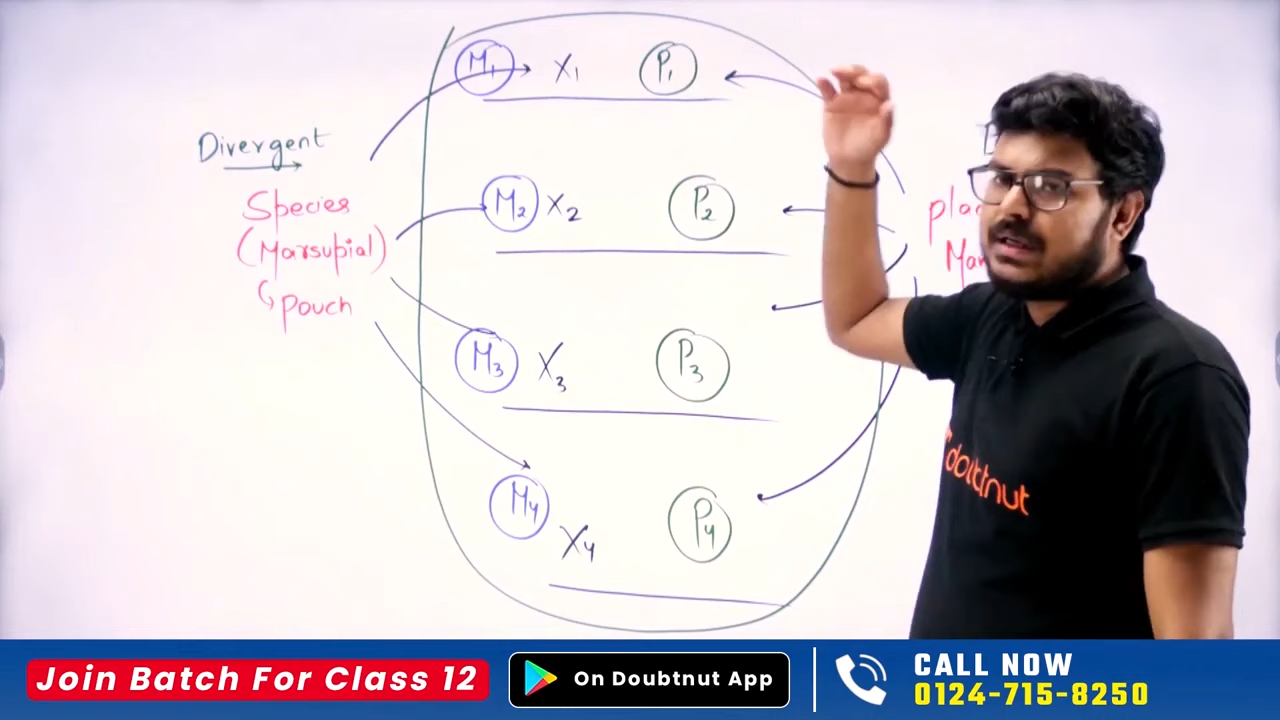 M1 X1 P1
Divergent
Species
(Marsupial)
pouch
M2 X2 P2
M3 X3 P3
M4 X4 P4
doubtnut
Join Batch For Class 12
On Doubtnut App
CALL NOW
0124-715-8250